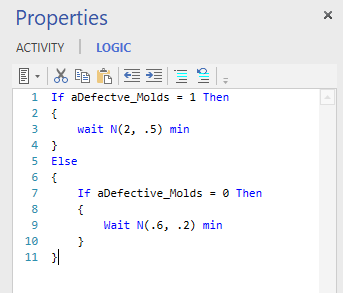 Properties
ACTIVITY LOGIC
1 If aDefectve_Molds = 1 Then
2 {
3 wait N(2, .5) min
4 }
5 Else
6 {
7 If aDefective_Molds = 0 Then
8 {
9 Wait N(.6, .2) min
10 }
11 }